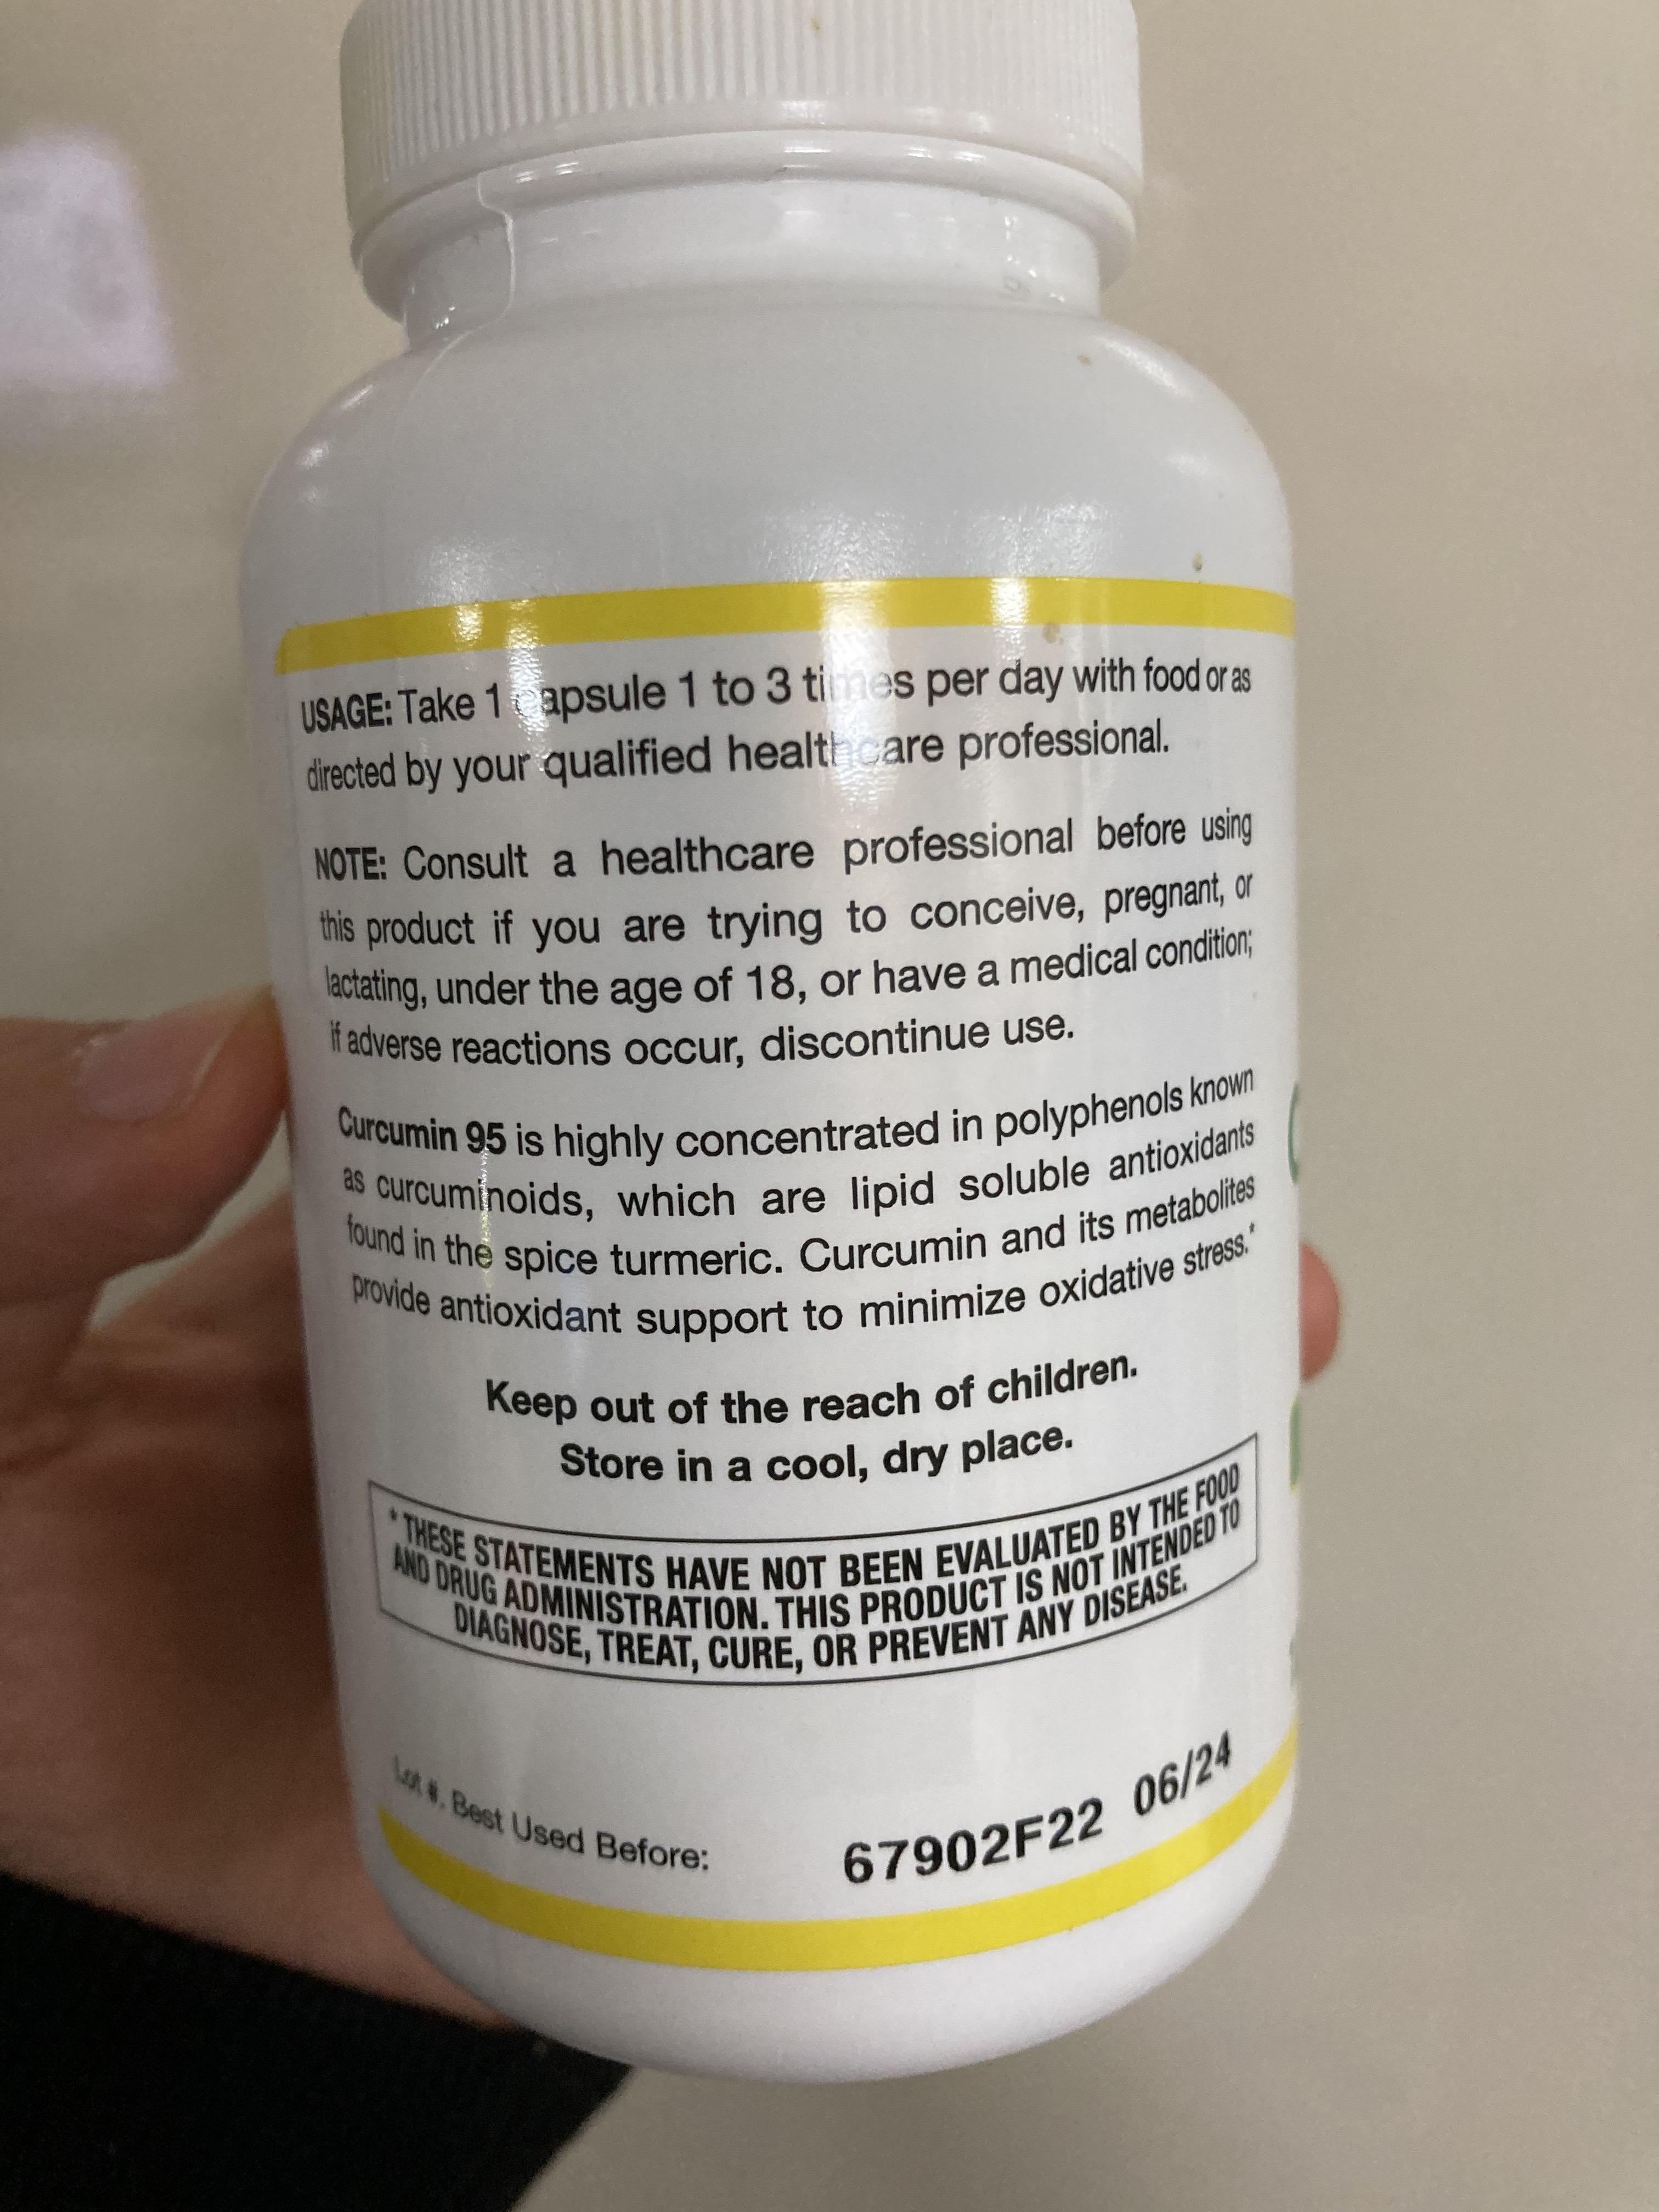 USAGE: Take 1 capsule 1 to 3 times per day with food or as
directed by your qualified healthcare professional.
NOTE: Consult a healthcare professional before using
this product if you are trying to conceive, pregnant, or
lactating, under the age of 18, or have a medical condition;
if adverse reactions occur, discontinue use.
Curcumin 95 is highly concentrated in polyphenols known
as curcuminoids, which are lipid soluble antioxidants
found in the spice turmeric. Curcumin and its metabolites
provide antioxidant support to minimize oxidative stress.*
Keep out of the reach of children.
Store in a cool, dry place.
* THESE STATEMENTS HAVE NOT BEEN EVALUATED BY THE FOOD
AND DRUG ADMINISTRATION. THIS PRODUCT IS NOT INTENDED TO
DIAGNOSE, TREAT, CURE, OR PREVENT ANY DISEASE.
Lot #. Best Used Before: 67902F22 06/24